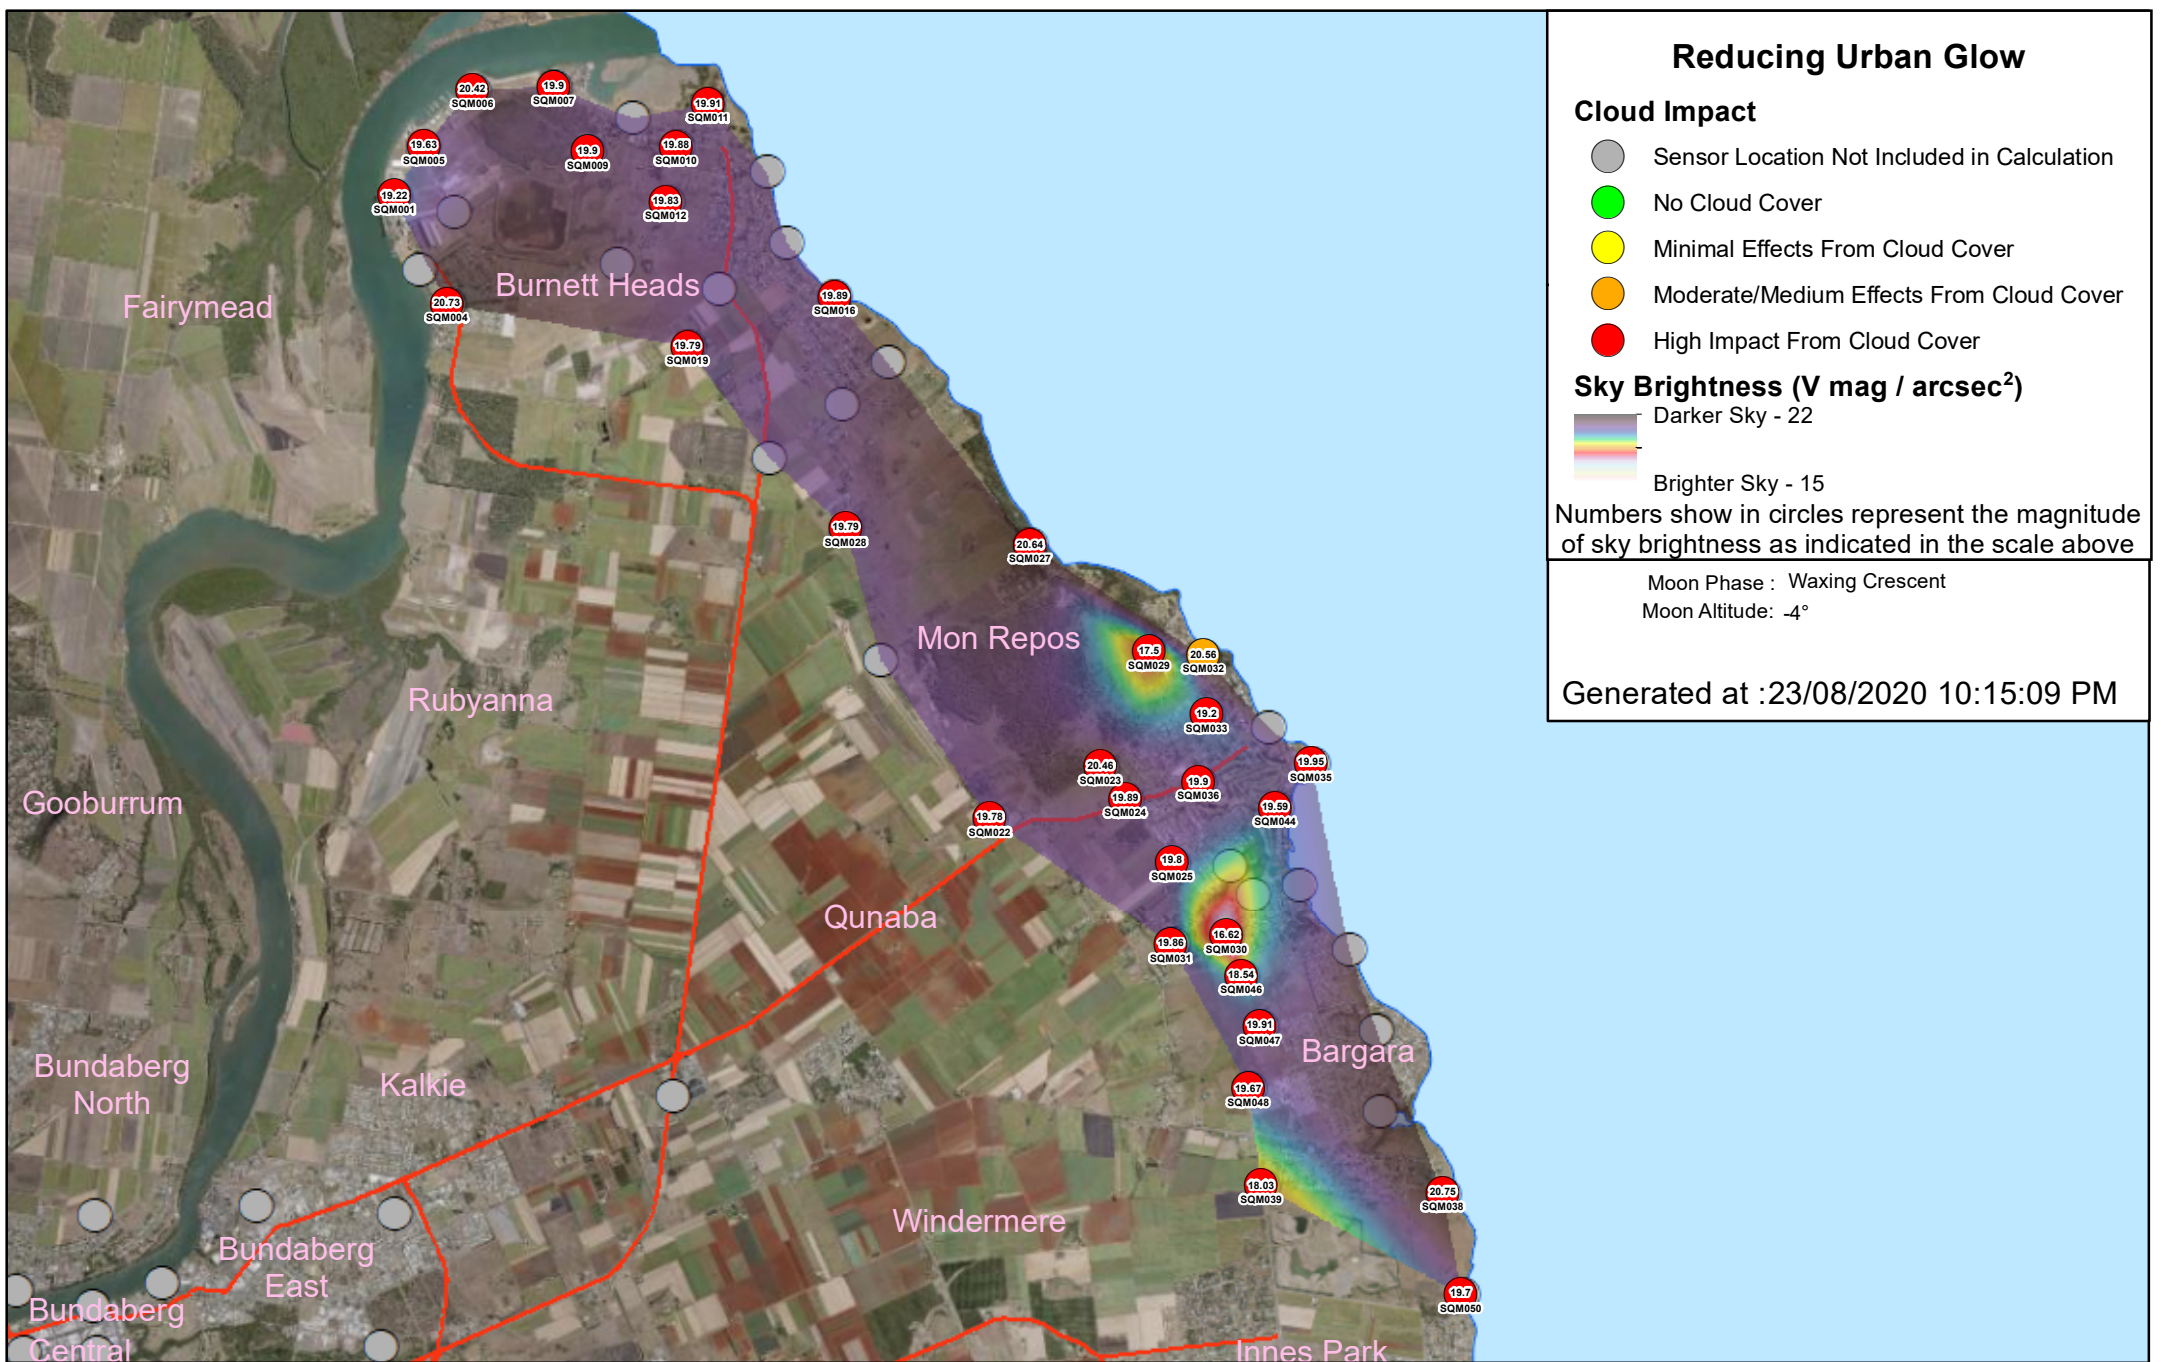 Reducing Urban Glow
Cloud Impact
Sensor Location Not Included in Calculation
No Cloud Cover
Minimal Effects From Cloud Cover
Moderate/Medium Effects From Cloud Cover
High Impact From Cloud Cover
Sky Brightness (V mag / arcsec²)
Darker Sky - 22
Brighter Sky - 15
Numbers show in circles represent the magnitude
of sky brightness as indicated in the scale above
Moon Phase : Waxing Crescent
Moon Altitude: -4°
Generated at :23/08/2020 10:15:09 PM
20.42
SQM006
19.9
SQM007
19.91
SQM011
19.63
SQM005
19.9
SQM009
19.88
SQM010
19.22
SQM001
19.83
SQM012
Burnett Heads
Fairymead
20.73
SQM004
19.89
SQM016
19.79
SQM019
19.79
SQM028
20.64
SQM027
Mon Repos
17.5
SQM029
20.56
SQM032
Rubyanna
19.2
SQM033
20.46
SQM023
19.9
SQM036
19.95
SQM035
Gooburrum
19.89
SQM024
19.59
SQM044
19.78
SQM022
19.8
SQM025
Qunaba
19.86
SQM031
16.62
SQM030
18.54
SQM046
19.91
SQM047
Bargara
Bundaberg
North
Kalkie
19.67
SQM048
18.03
SQM039
20.75
SQM038
Windermere
Bundaberg
East
19.7
SQM050
Bundaberg
Central
Innes Park